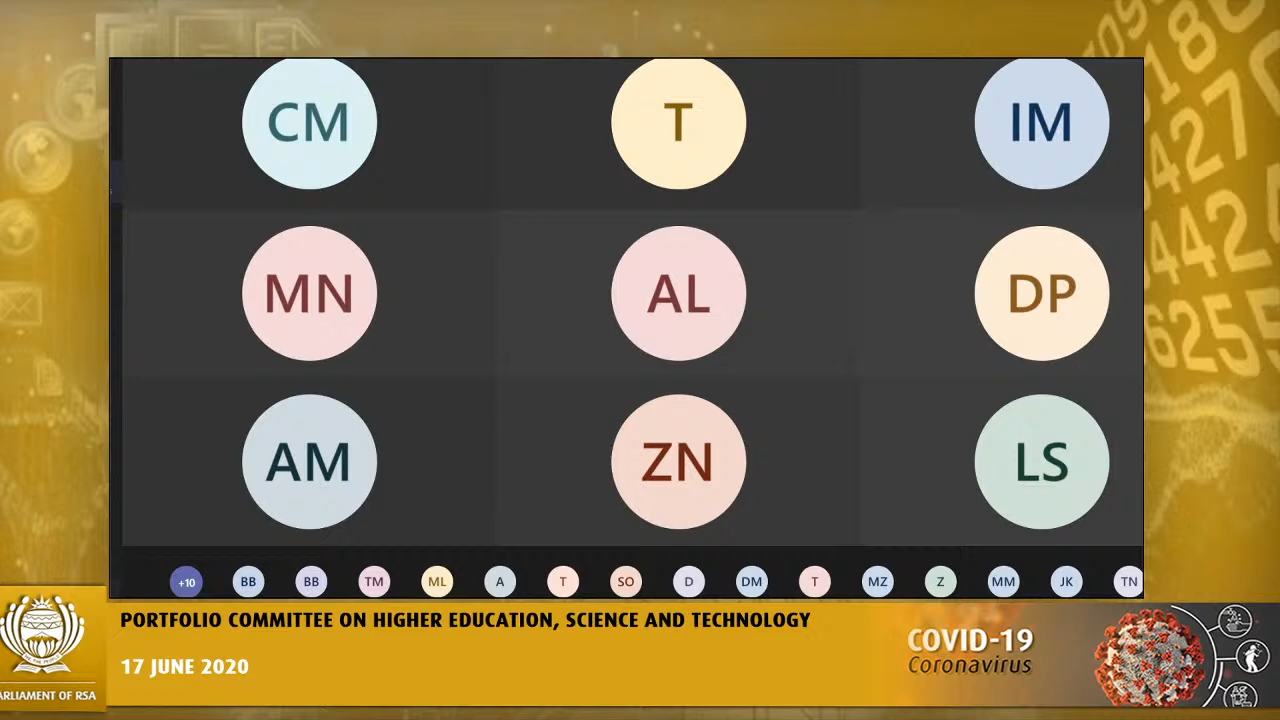 CM T IM
MN AL DP
AM ZN LS
+10 BB BB TM ML A T SO D DM T MZ Z MM JK TN
PORTFOLIO COMMITTEE ON HIGHER EDUCATION, SCIENCE AND TECHNOLOGY
17 JUNE 2020
COVID-19
Coronavirus
ARLIAMENT OF RSA